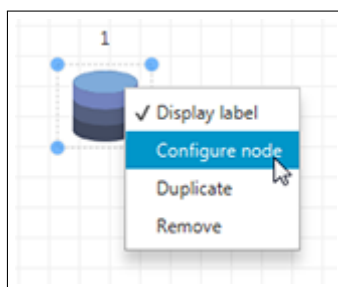 1
Display label
Configure node
Duplicate
Remove